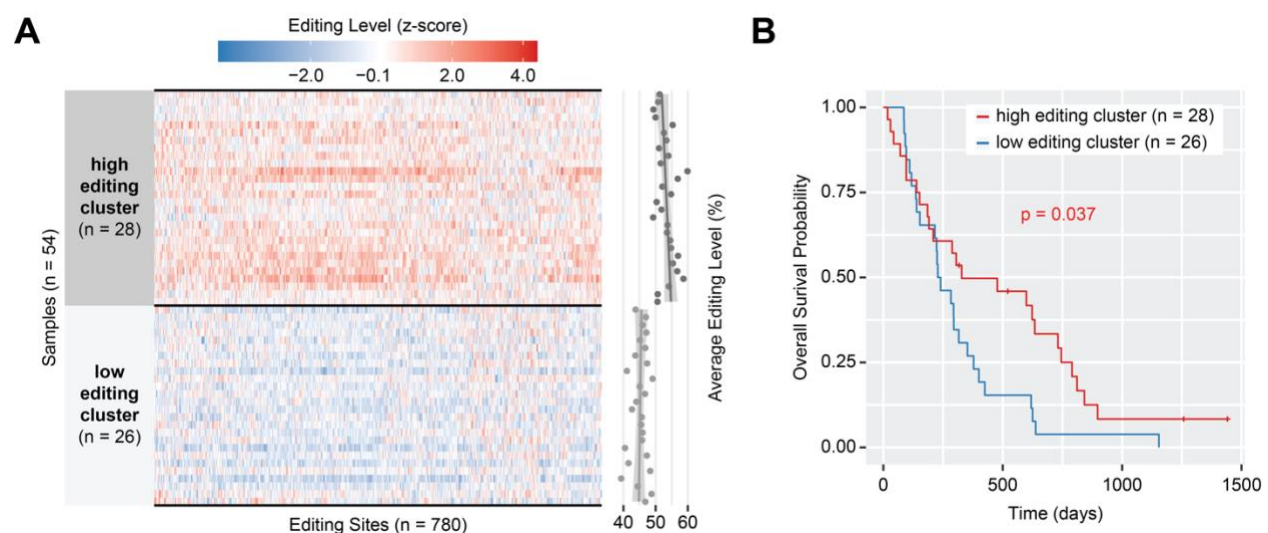 A
Editing Level (z-score)
−2.0 −0.1 2.0 4.0
Samples (n = 54)
high
editing
cluster
(n = 28)
low
editing
cluster
(n = 26)
Editing Sites (n = 780)
Average Editing Level (%)
40 50 60
B
Overall Surival Probability
1.00
0.75
0.50
0.25
0.00
high editing cluster (n = 28)
low editing cluster (n = 26)
p = 0.037
0 500 1000 1500
Time (days)